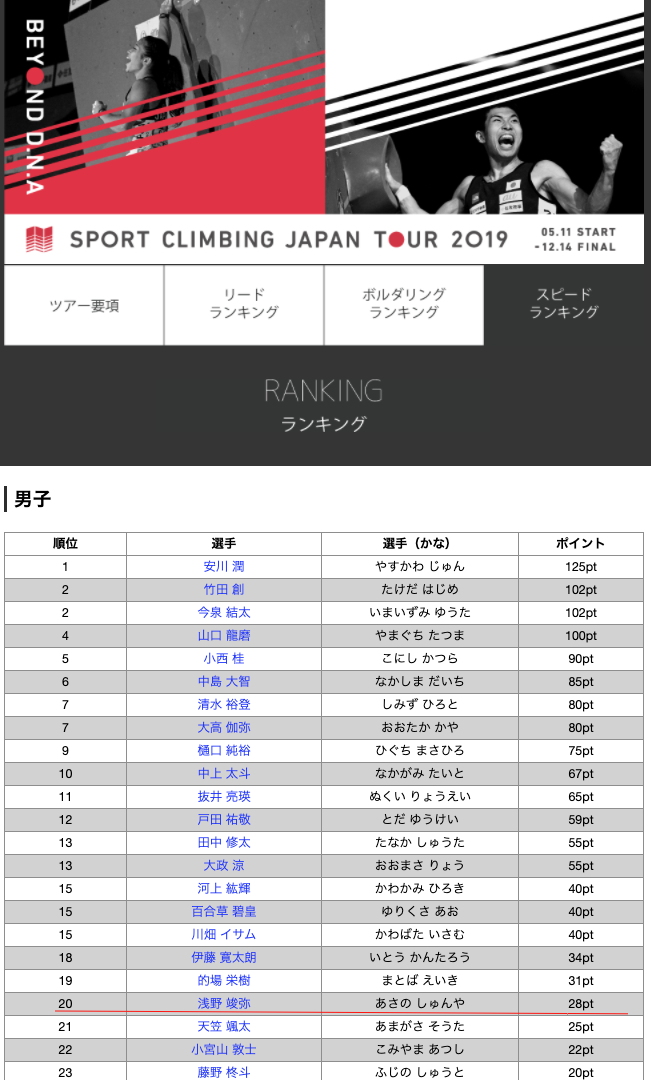 BEYOND D.N.A
SPORT CLIMBING JAPAN TOUR 2019
05.11 START
-12.14 FINAL
ツアー要項
リード
ランキング
ボルダリング
ランキング
スピード
ランキング
RANKING
ランキング
男子
順位 選手 選手（かな） ポイント
1 安川 潤 やすかわ じゅん 125pt
2 竹田 創 たけだ はじめ 102pt
2 今泉 結太 いまいずみ ゆうた 102pt
4 山口 龍磨 やまぐち たつま 100pt
5 小西 桂 こにし かつら 90pt
6 中島 大智 なかしま だいち 85pt
7 清水 裕登 しみず ひろと 80pt
7 大高 伽弥 おおたか かや 80pt
9 樋口 純裕 ひぐち まさひろ 75pt
10 中上 太斗 なかがみ たいと 67pt
11 抜井 亮瑛 ぬくい りょうえい 65pt
12 戸田 祐敬 とだ ゆうけい 59pt
13 田中 修太 たなか しゅうた 55pt
13 大政 涼 おおまさ りょう 55pt
15 河上 紘輝 かわかみ ひろき 40pt
15 百合草 碧皇 ゆりくさ あお 40pt
15 川畑 イサム かわばた いさむ 40pt
18 伊藤 寛太朗 いとう かんたろう 34pt
19 的場 栄樹 まとば えいき 31pt
20 浅野 竣弥 あさの しゅんや 28pt
21 天笠 颯太 あまがさ そうた 25pt
22 小宮山 敦士 こみやま あつし 22pt
23 藤野 柊斗 ふじの しゅうと 20pt